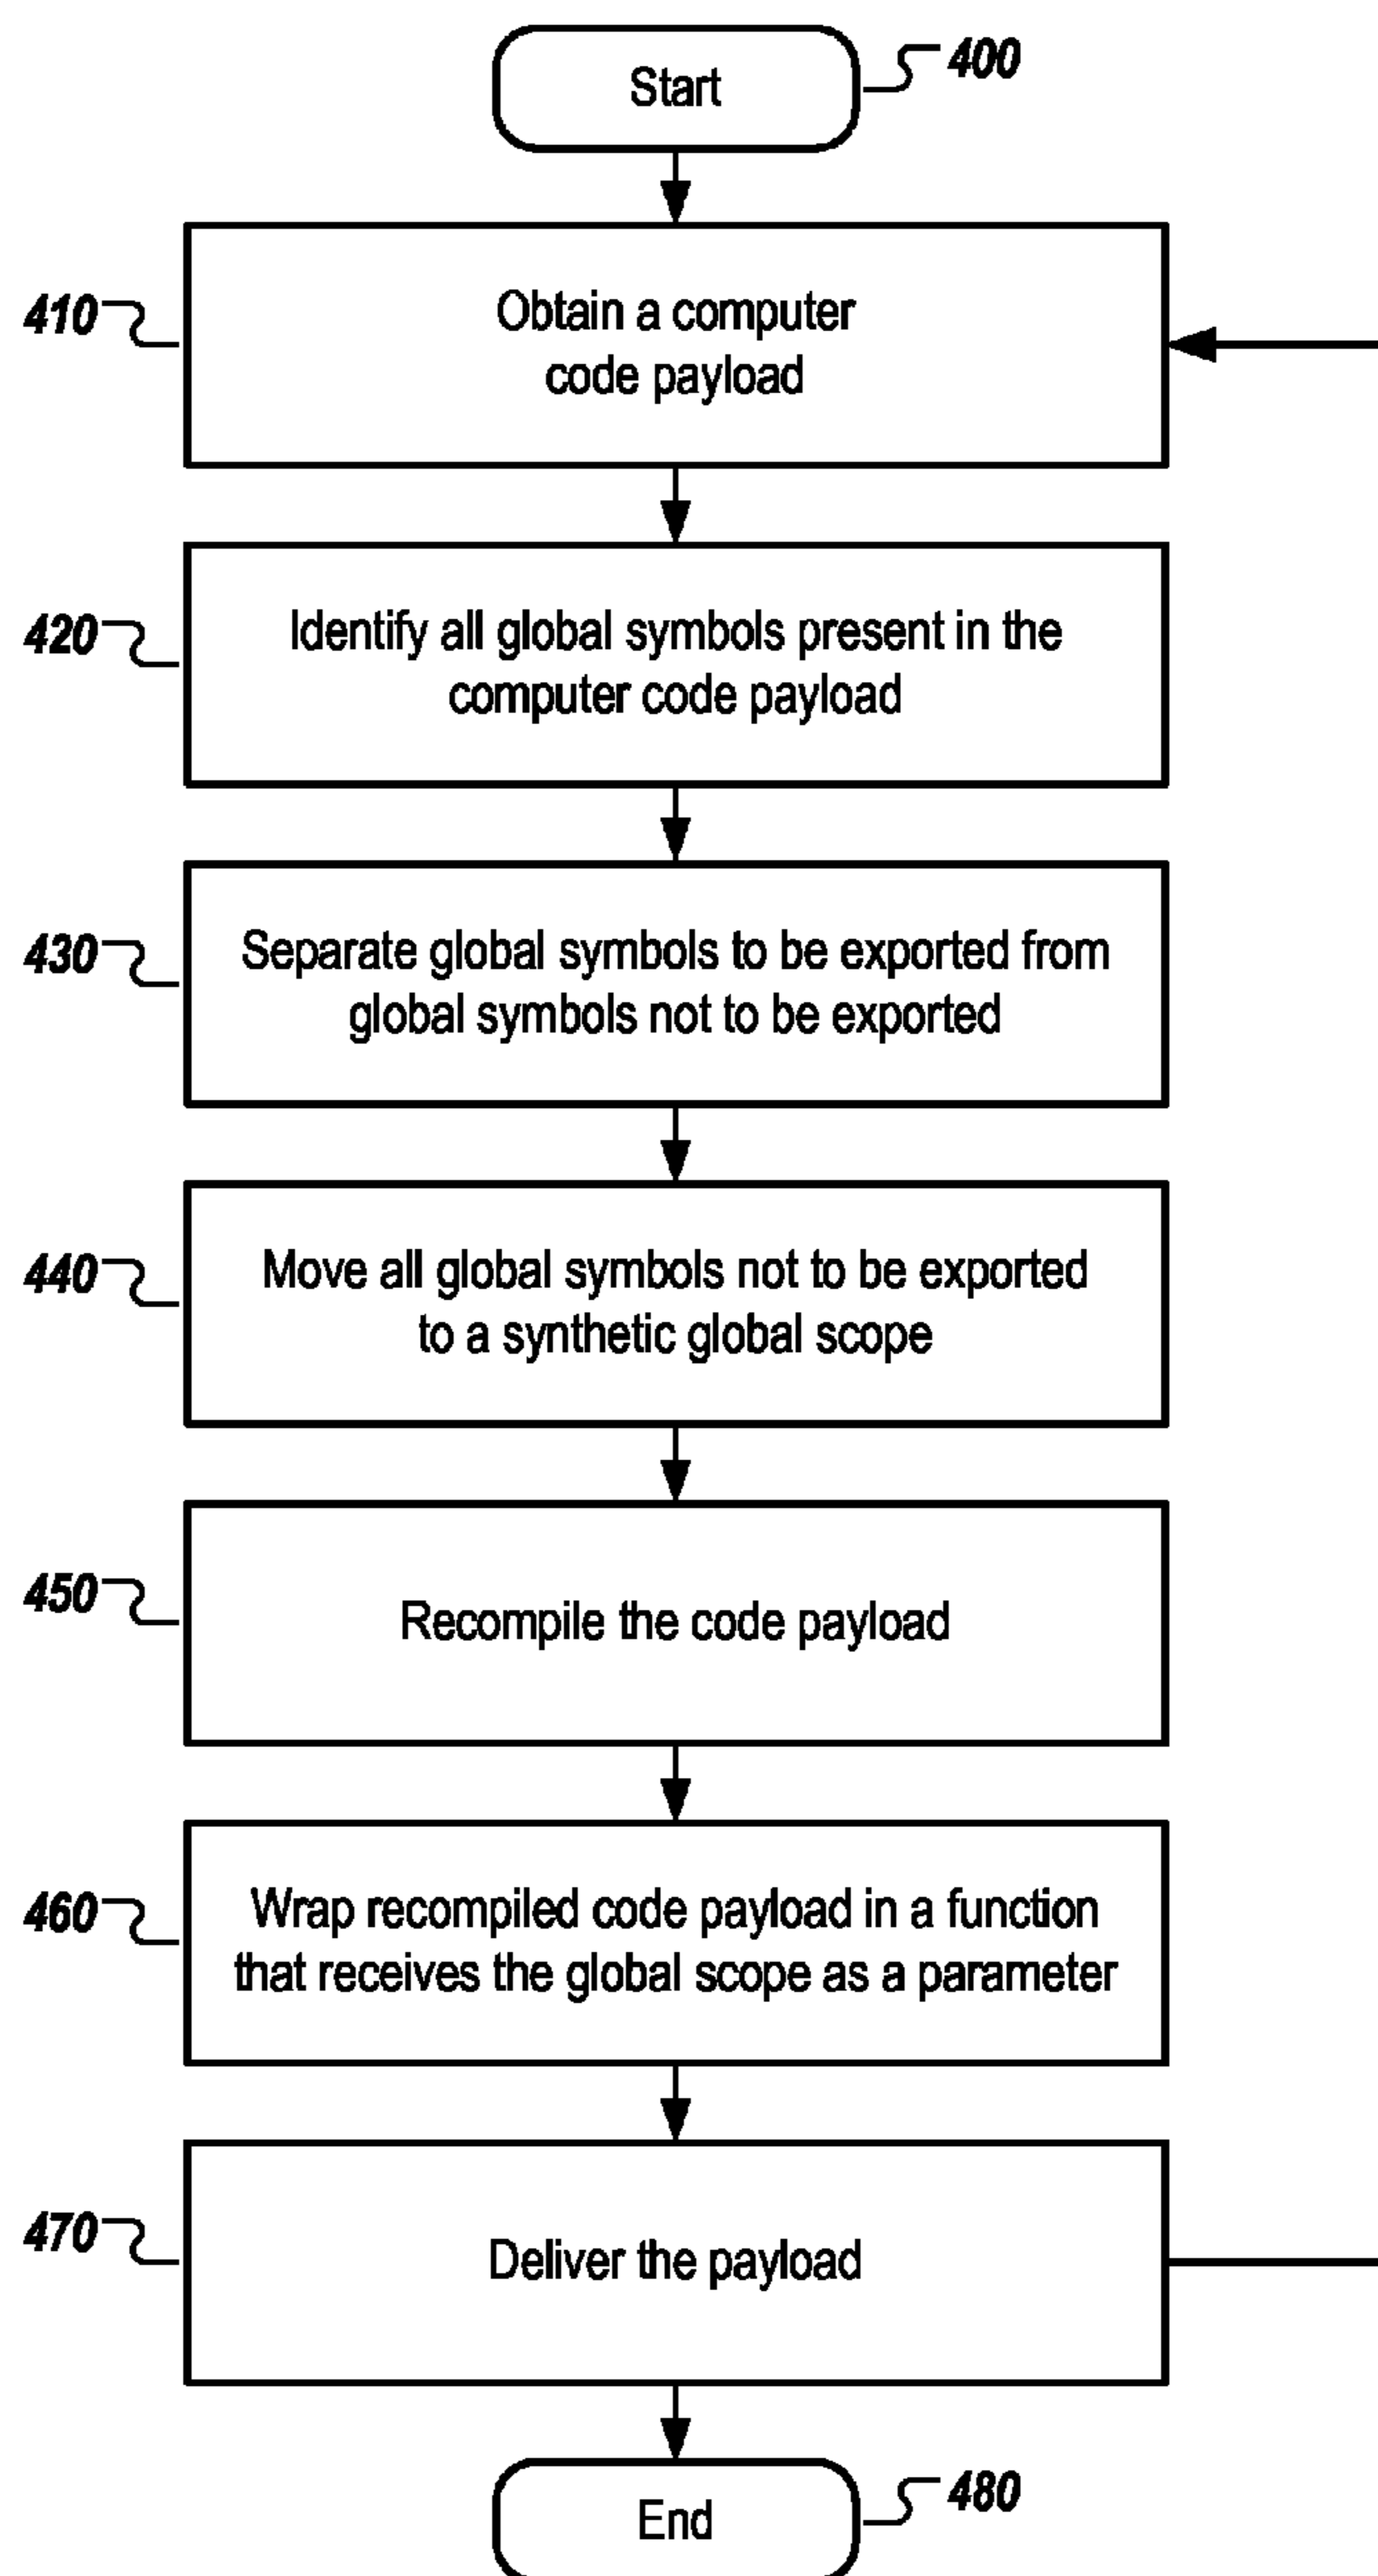 Start
400
410
Obtain a computer
code payload
420
Identify all global symbols present in the
computer code payload
430
Separate global symbols to be exported from
global symbols not to be exported
440
Move all global symbols not to be exported
to a synthetic global scope
450
Recompile the code payload
460
Wrap recompiled code payload in a function
that receives the global scope as a parameter
470
Deliver the payload
End
480